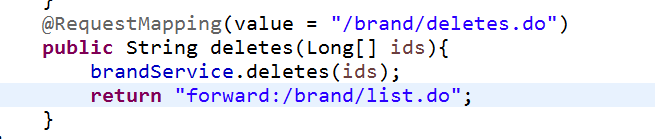 }
@RequestMapping(value = "/brand/deletes.do")
public String deletes(Long[] ids){
brandService.deletes(ids);
return "forward:/brand/list.do";
}